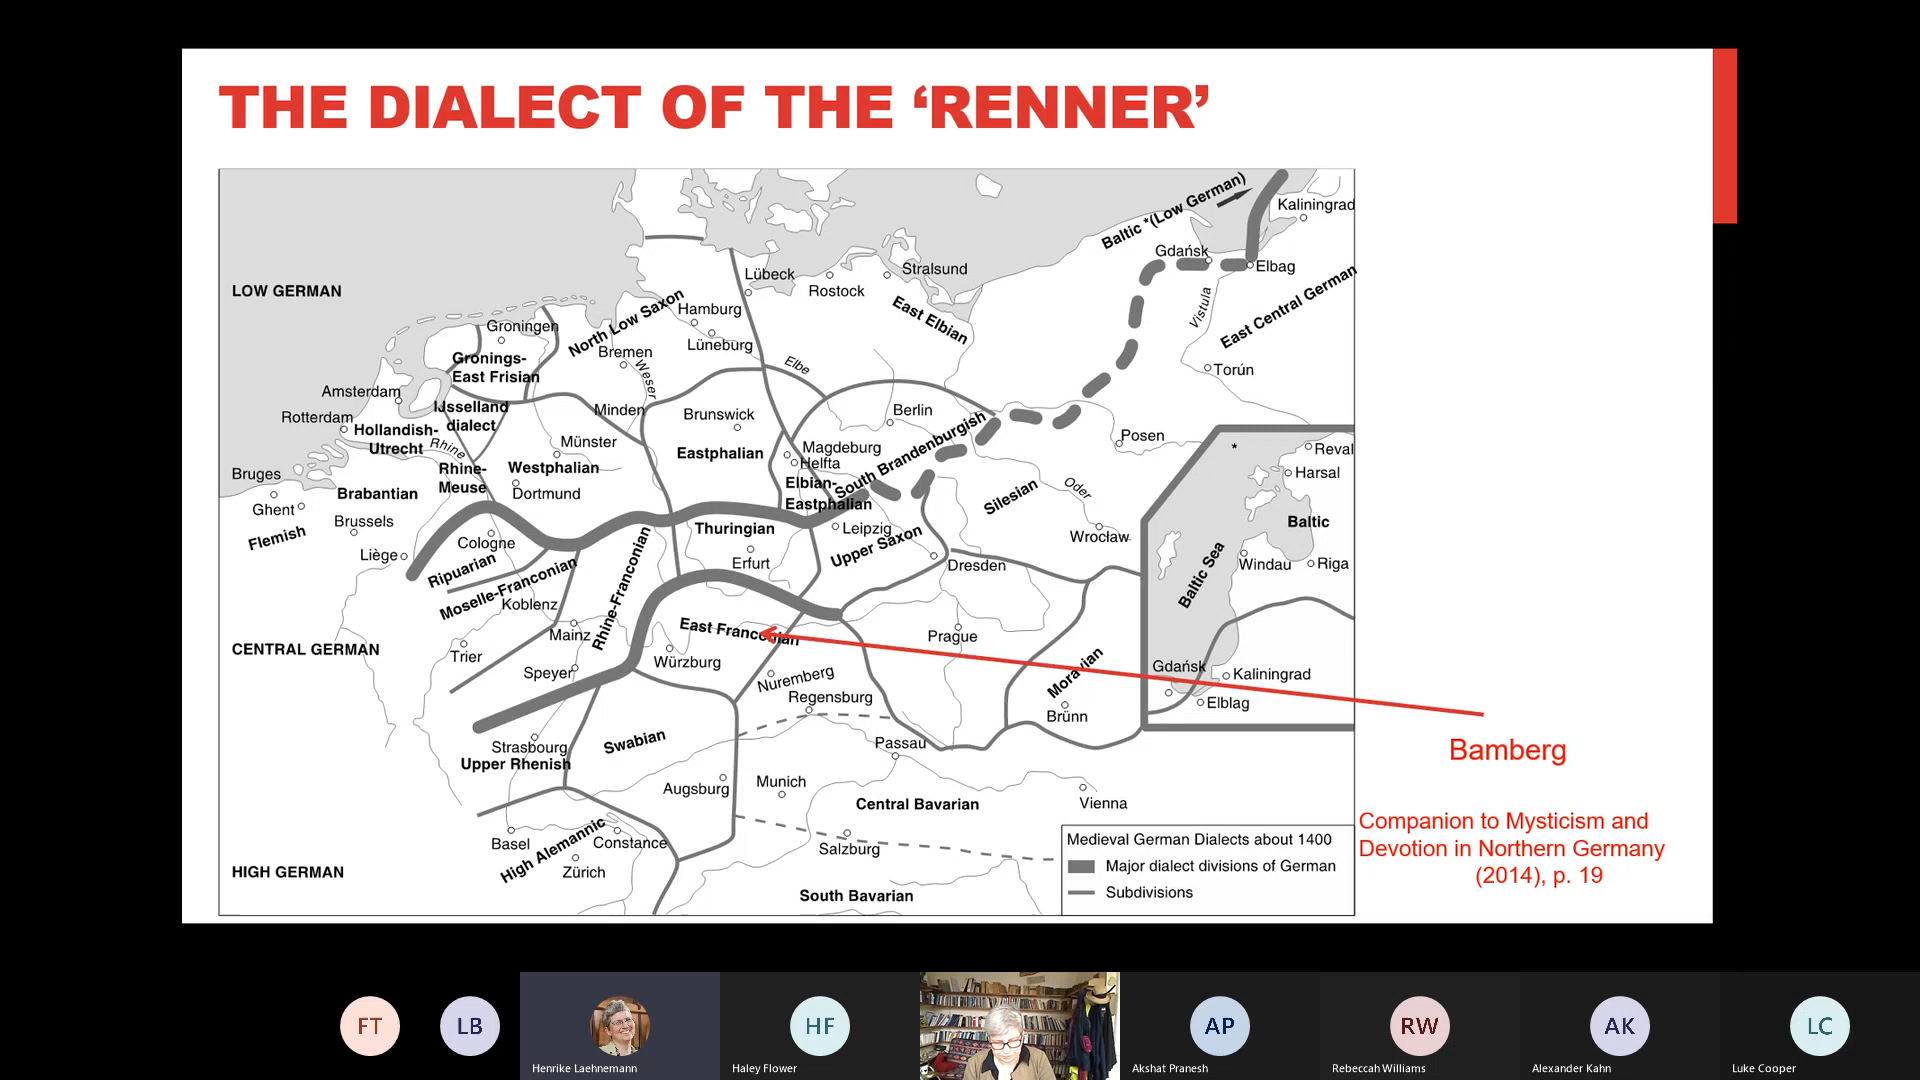 THE DIALECT OF THE ‘RENNER’
Baltic *(Low German)
Kaliningrad
Gdańsk
Elbag
Lübeck
Stralsund
Rostock
LOW GERMAN
Vistula
East Central German
North Low Saxon
Hamburg
East Elbian
Groningen
Lüneburg
Bremen
Gronings-
East Frisian
Weser
Elbe
Torún
Amsterdam
IJsselland
dialect
Minden
Brunswick
Berlin
Rotterdam
Hollandish-
Utrecht
Rhine
Münster
Eastphalian
Magdeburg
Helfta
South Brandenburgish
Posen
*
Reval
Bruges
Rhine-
Meuse
Westphalian
Dortmund
Elbian-
Eastphalian
Silesian
Oder
Harsal
Brabantian
Ghent
Brussels
Flemish
Thuringian
Leipzig
Upper Saxon
Wrocław
Baltic
Liège
Cologne
Ripuarian
Erfurt
Dresden
Baltic Sea
Windau
Riga
Moselle-Franconian
Koblenz
Rhine-Franconian
Mainz
East Franconian
Prague
CENTRAL GERMAN
Trier
Speyer
Würzburg
Nuremberg
Regensburg
Moravian
Brünn
Gdańsk
Kaliningrad
Elblag
Strasbourg
Upper Rhenish
Swabian
Passau
Augsburg
Munich
Central Bavarian
Vienna
Basel
High Alemannic
Constance
Zürich
Salzburg
HIGH GERMAN
South Bavarian
Medieval German Dialects about 1400
Major dialect divisions of German
Subdivisions
Bamberg
Companion to Mysticism and
Devotion in Northern Germany
(2014), p. 19
FT
LB
HF
AP
RW
AK
LC
Henrike Laehnemann
Haley Flower
Akshat Pranesh
Rebeccah Williams
Alexander Kahn
Luke Cooper